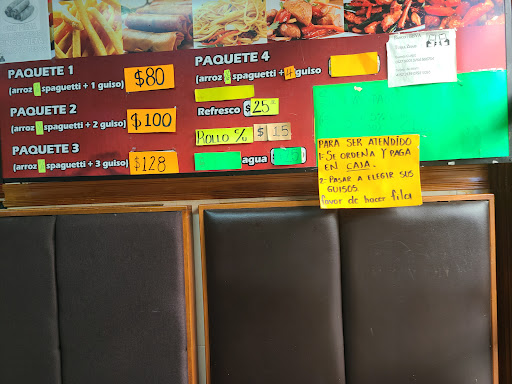 PAQUETE 1
(arroz ó spaguetti + 1 guiso)
$80
PAQUETE 2
(arroz ó spaguetti + 2 guiso)
$100
PAQUETE 3
(arroz ó spaguetti + 3 guiso)
$128
PAQUETE 4
(arroz ó spaguetti + 4 guiso
Refresco $25
ROLLO ½ $ 15
agua
PARA SER ATENDIDO
1-SE ORDENA Y PAGA
EN CAJA.
2-PASAR A ELEGIR SUS
GUISOS.
favor de hacer fila